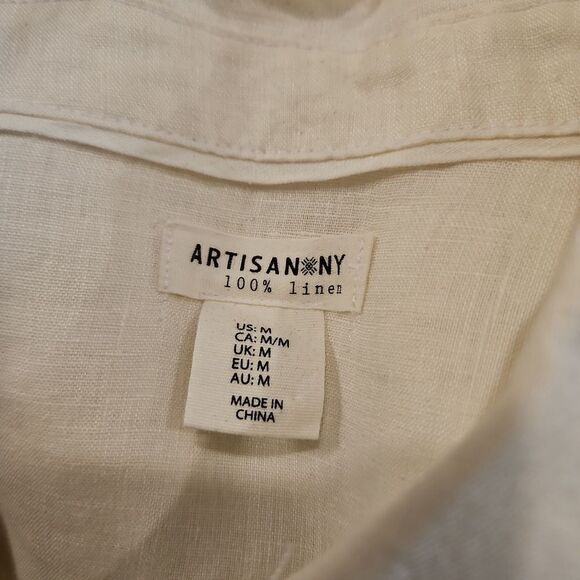 ARTISAN NY
100% linen
US: M
CA: M/M
UK: M
EU: M
AU: M
MADE IN
CHINA